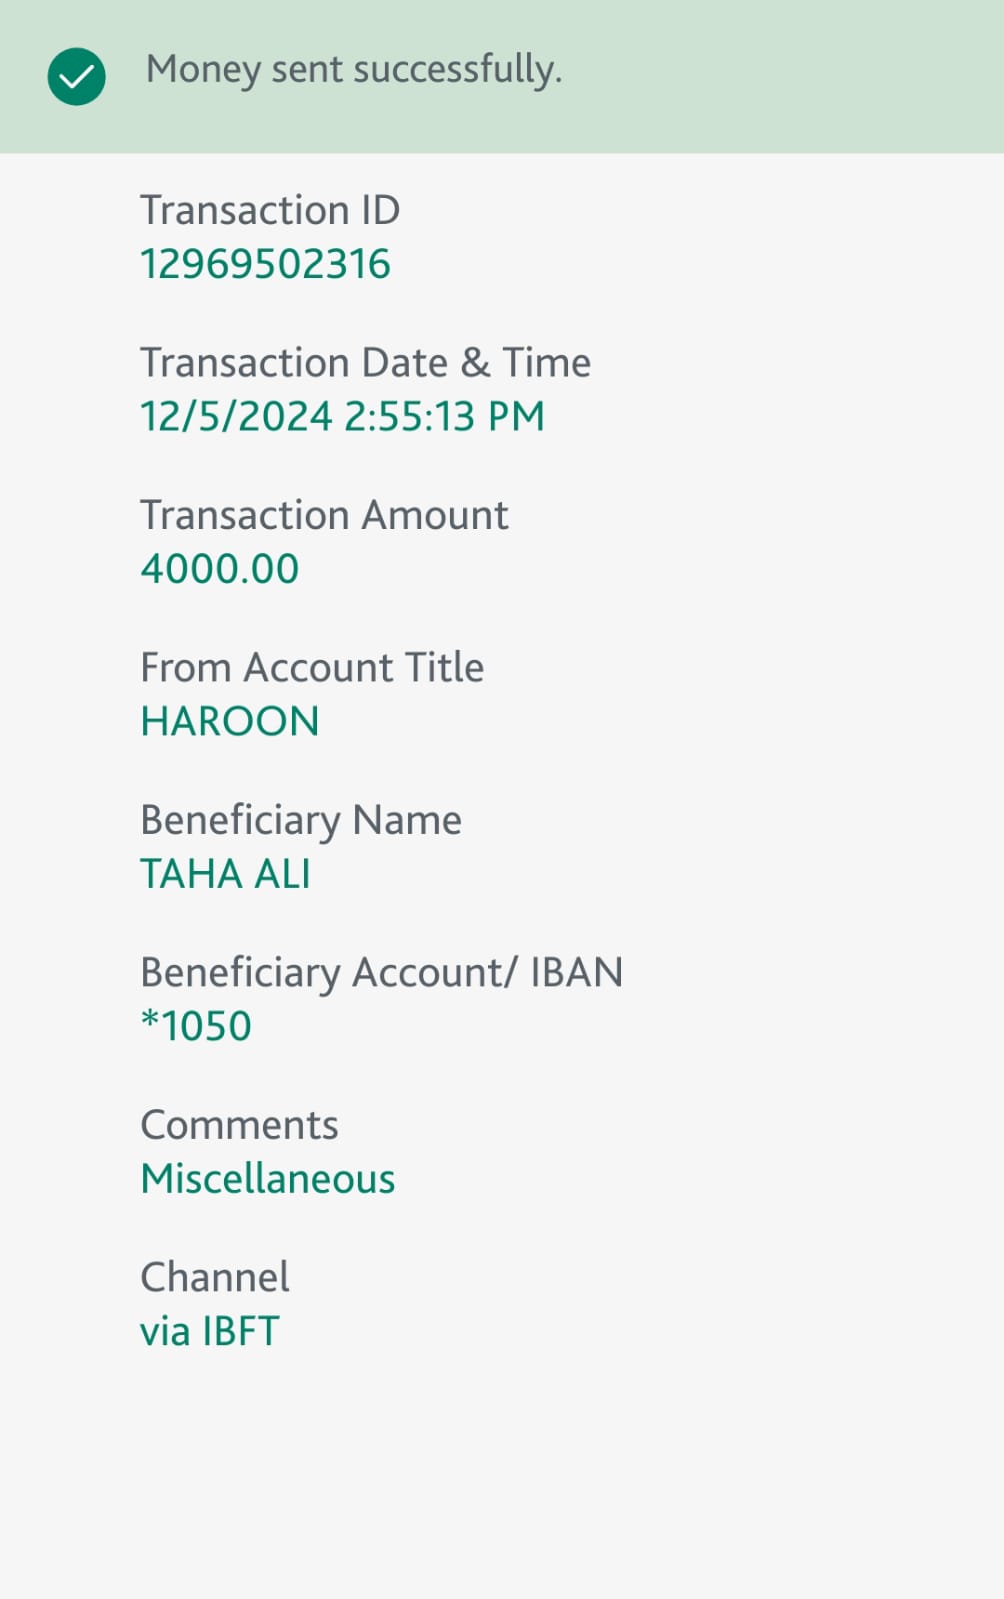 Money sent successfully.
Transaction ID
12969502316
Transaction Date & Time
12/5/2024 2:55:13 PM
Transaction Amount
4000.00
From Account Title
HAROON
Beneficiary Name
TAHA ALI
Beneficiary Account/ IBAN
*1050
Comments
Miscellaneous
Channel
via IBFT